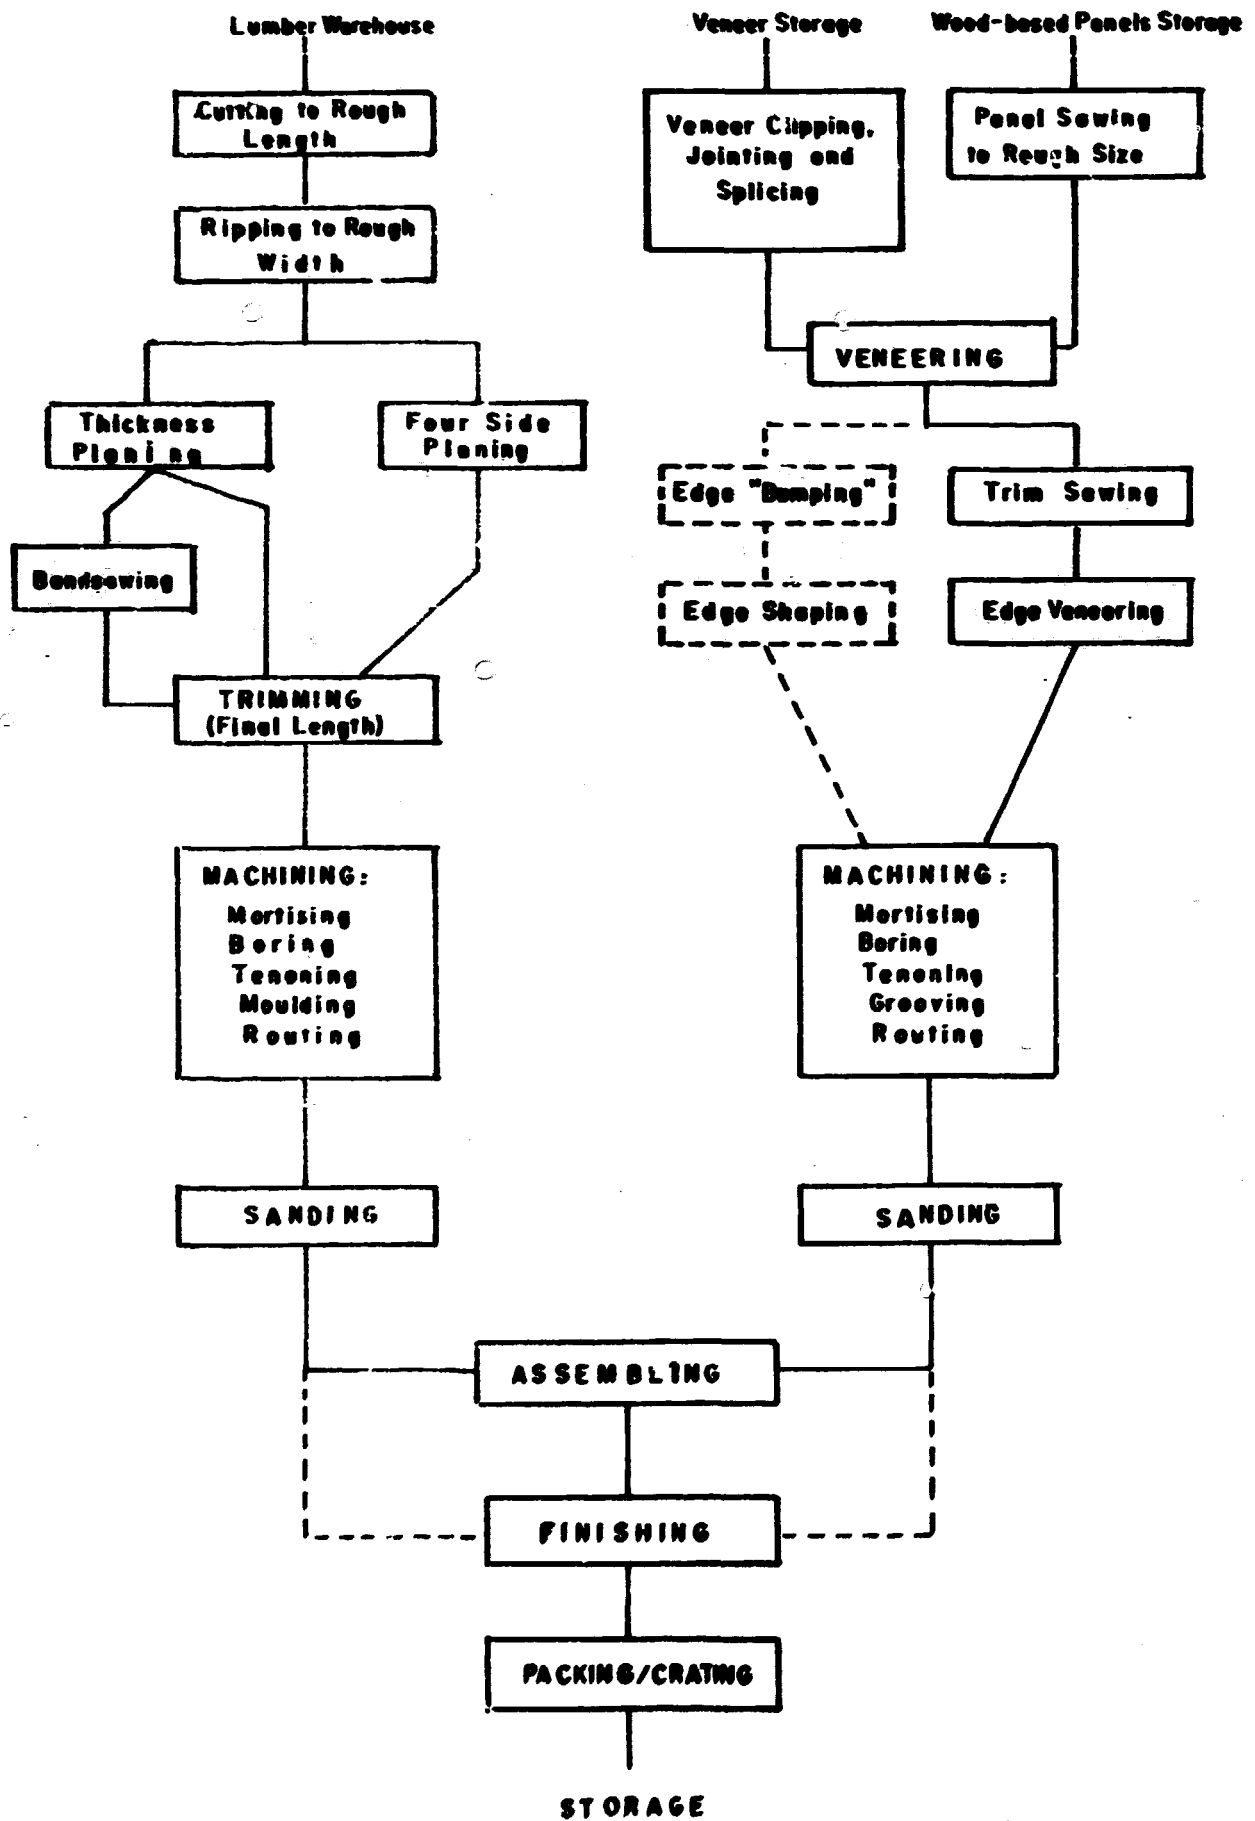 Lumber Warehouse
Veneer Storage
Wood-based Panels Storage
Cutting to Rough
Length
Veneer Clipping,
Jointing and
Splicing
Panel Sawing
to Rough Size
Ripping to Rough
Width
VENEERING
Thickness
Planing
Four Side
Planing
Edge "Bumping"
Trim Sawing
Bandsawing
Edge Shaping
Edge Veneering
TRIMMING
(Final Length)
MACHINING:
Mortising
Boring
Tenoning
Moulding
Routing
MACHINING:
Mortising
Boring
Tenoning
Grooving
Routing
SANDING
SANDING
ASSEMBLING
FINISHING
PACKING/CRATING
STORAGE